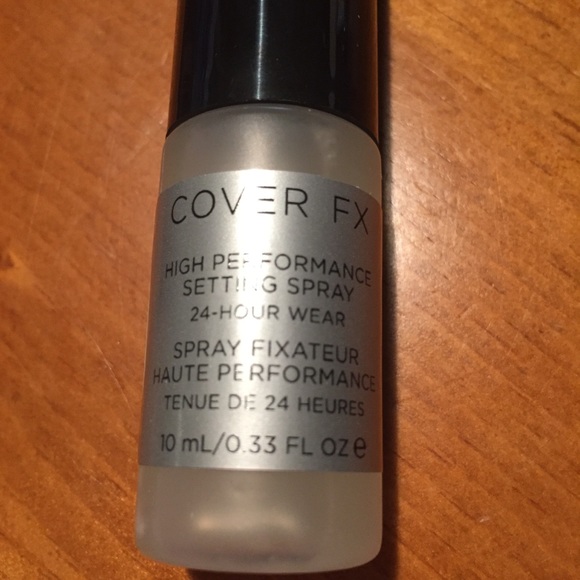 COVER FX
HIGH PERFORMANCE
SETTING SPRAY
24-HOUR WEAR
SPRAY FIXATEUR
HAUTE PERFORMANCE
TENUE DE 24 HEURES
10 mL/0.33 FL OZ ℮